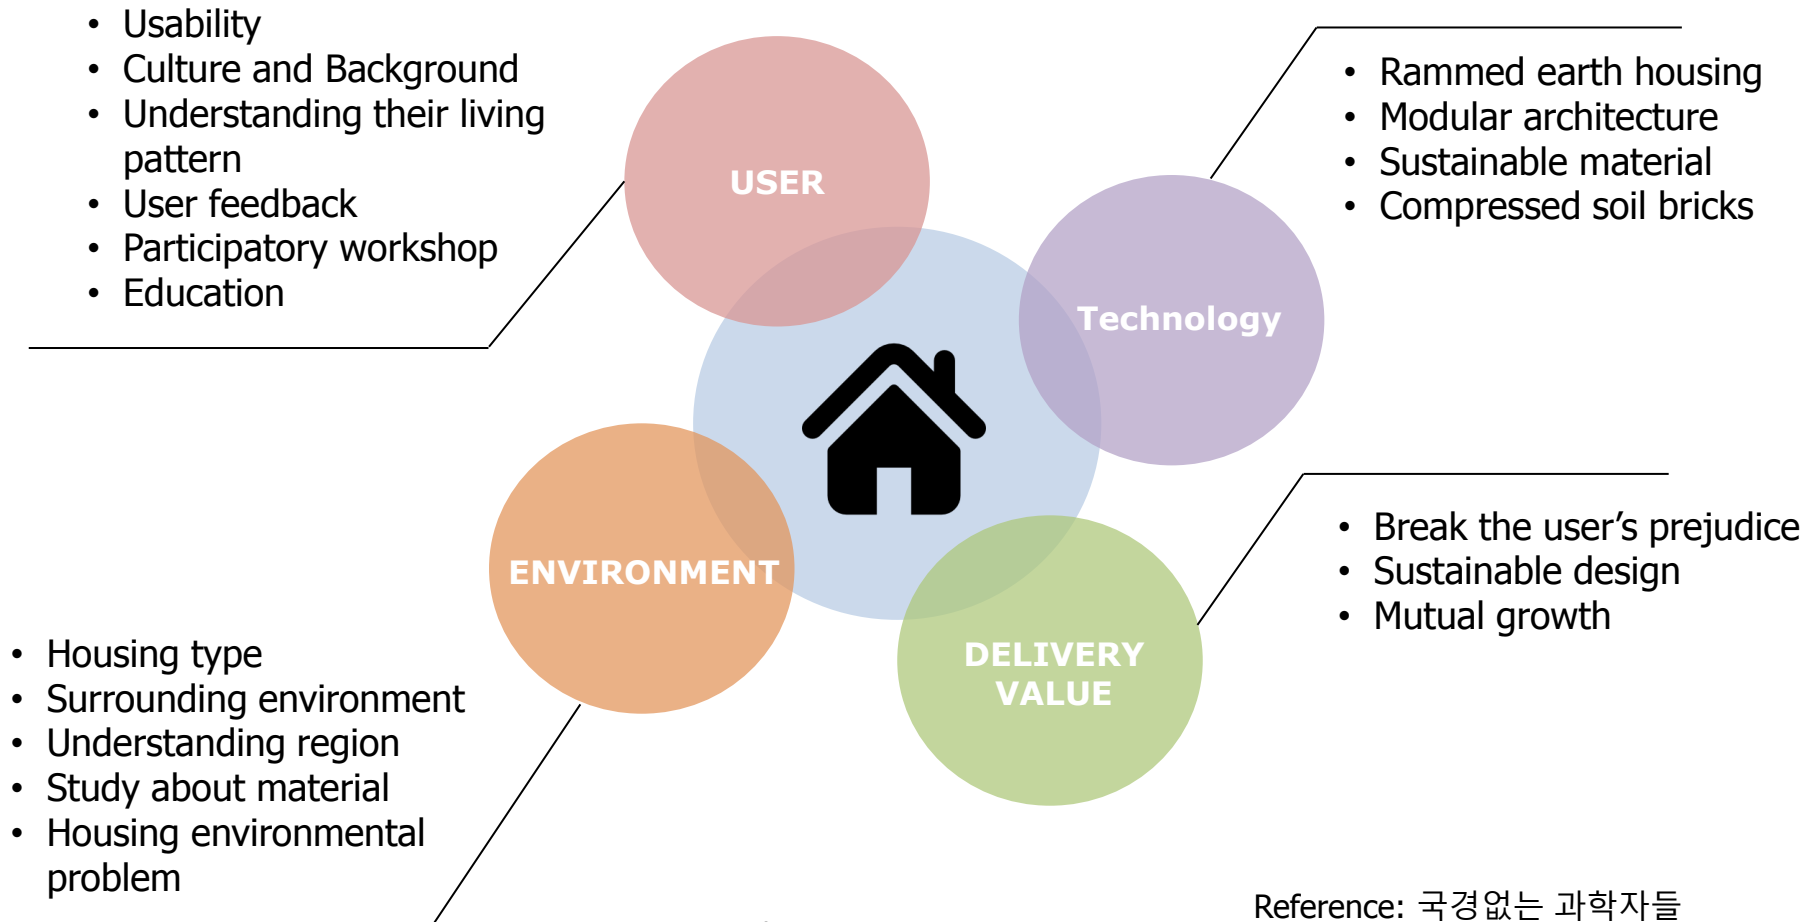 • Usability
• Culture and Background
• Understanding their living
pattern
• User feedback
• Participatory workshop
• Education
USER
• Rammed earth housing
• Modular architecture
• Sustainable material
• Compressed soil bricks
Technology
ENVIRONMENT
• Housing type
• Surrounding environment
• Understanding region
• Study about material
• Housing environmental
problem
DELIVERY
VALUE
• Break the user’s prejudice
• Sustainable design
• Mutual growth
Reference: 국경없는 과학자들